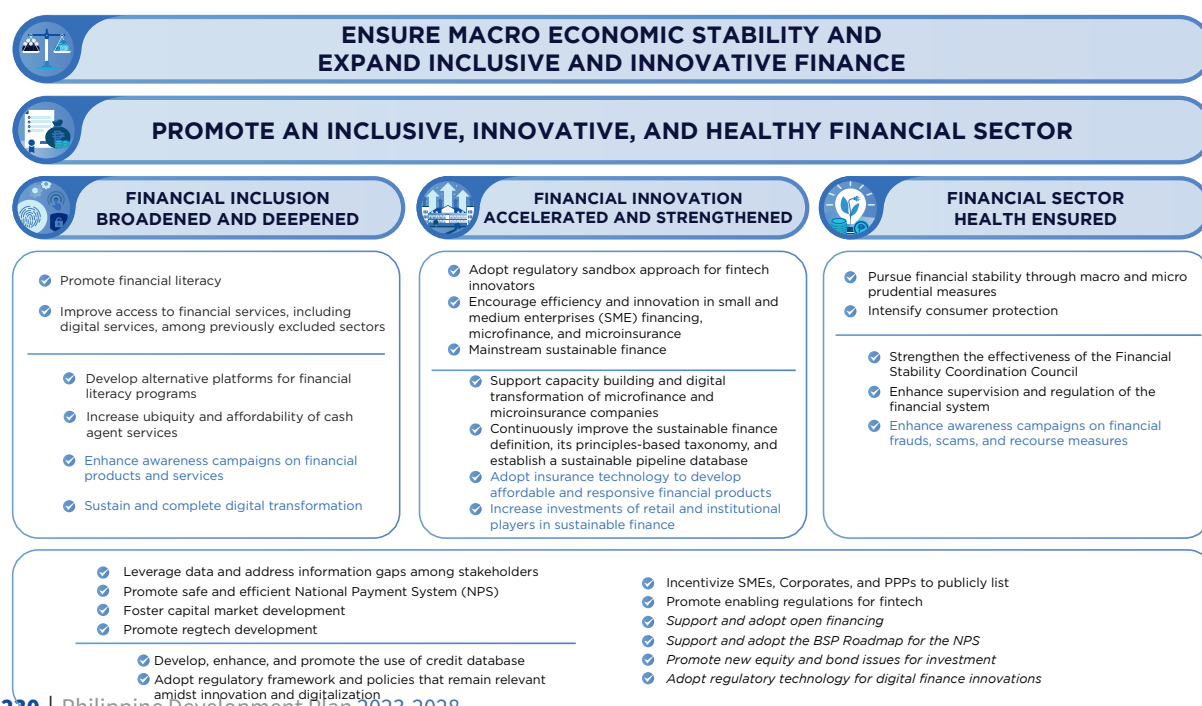 ENSURE MACRO ECONOMIC STABILITY AND
EXPAND INCLUSIVE AND INNOVATIVE FINANCE
PROMOTE AN INCLUSIVE, INNOVATIVE, AND HEALTHY FINANCIAL SECTOR
FINANCIAL INCLUSION
BROADENED AND DEEPENED
Promote financial literacy
Improve access to financial services, including
digital services, among previously excluded sectors
Develop alternative platforms for financial
literacy programs
Increase ubiquity and affordability of cash
agent services
Enhance awareness campaigns on financial
products and services
Sustain and complete digital transformation
FINANCIAL INNOVATION
ACCELERATED AND STRENGTHENED
Adopt regulatory sandbox approach for fintech
innovators
Encourage efficiency and innovation in small and
medium enterprises (SME) financing,
microfinance, and microinsurance
Mainstream sustainable finance
Support capacity building and digital
transformation of microfinance and
microinsurance companies
Continuously improve the sustainable finance
definition, its principles-based taxonomy, and
establish a sustainable pipeline database
Adopt insurance technology to develop
affordable and responsive financial products
Increase investments of retail and institutional
players in sustainable finance
FINANCIAL SECTOR
HEALTH ENSURED
Pursue financial stability through macro and micro
prudential measures
Intensify consumer protection
Strengthen the effectiveness of the Financial
Stability Coordination Council
Enhance supervision and regulation of the
financial system
Enhance awareness campaigns on financial
frauds, scams, and recourse measures
Leverage data and address information gaps among stakeholders
Promote safe and efficient National Payment System (NPS)
Foster capital market development
Promote regtech development
Develop, enhance, and promote the use of credit database
Adopt regulatory framework and policies that remain relevant
amidst innovation and digitalization
Incentivize SMEs, Corporates, and PPPs to publicly list
Promote enabling regulations for fintech
Support and adopt open financing
Support and adopt the BSP Roadmap for the NPS
Promote new equity and bond issues for investment
Adopt regulatory technology for digital finance innovations
| Philippine Development Plan 2023-2028